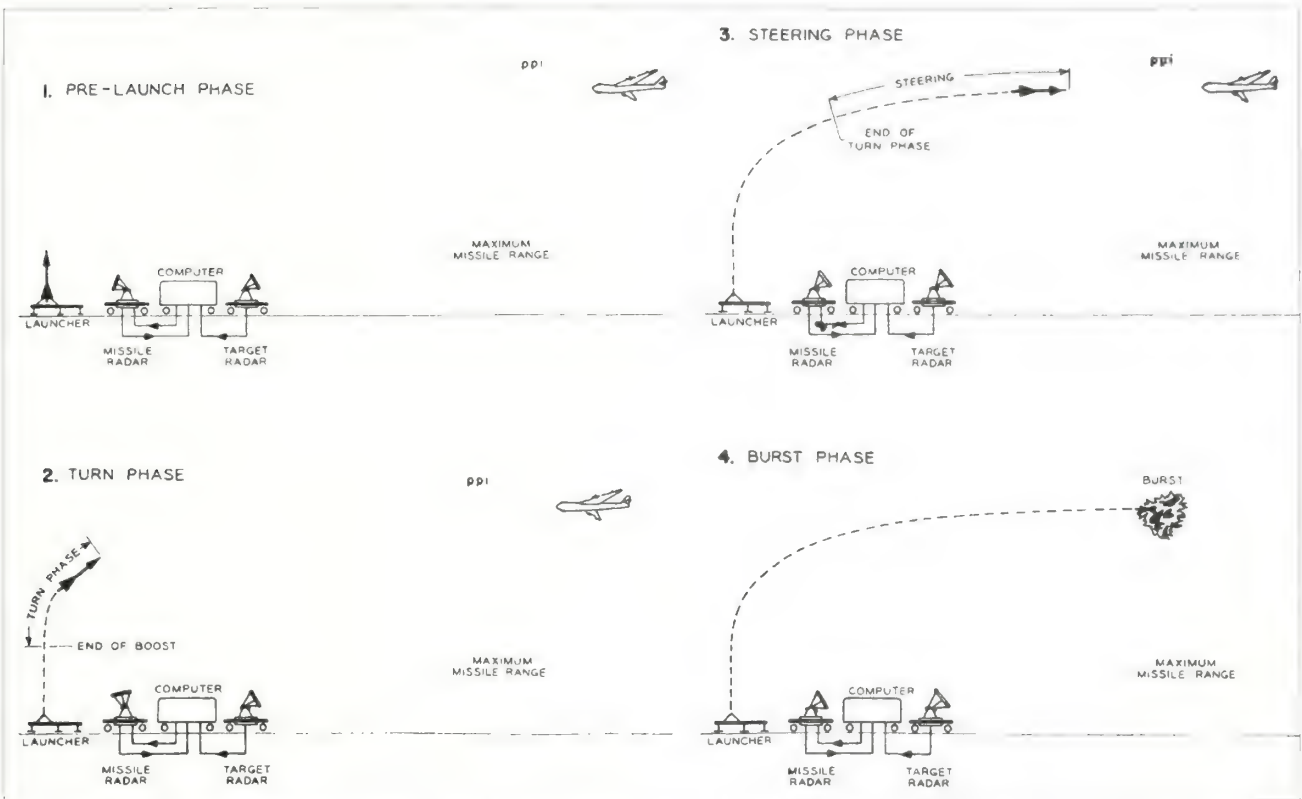 1. PRE-LAUNCH PHASE
ppi
MAXIMUM
MISSILE RANGE
COMPUTER
LAUNCHER
MISSILE
RADAR
TARGET
RADAR
2. TURN PHASE
ppi
TURN PHASE
END OF BOOST
MAXIMUM
MISSILE RANGE
COMPUTER
LAUNCHER
MISSILE
RADAR
TARGET
RADAR
3. STEERING PHASE
ppi
STEERING
END OF
TURN PHASE
MAXIMUM
MISSILE RANGE
COMPUTER
LAUNCHER
MISSILE
RADAR
TARGET
RADAR
4. BURST PHASE
BURST
MAXIMUM
MISSILE RANGE
COMPUTER
LAUNCHER
MISSILE
RADAR
TARGET
RADAR